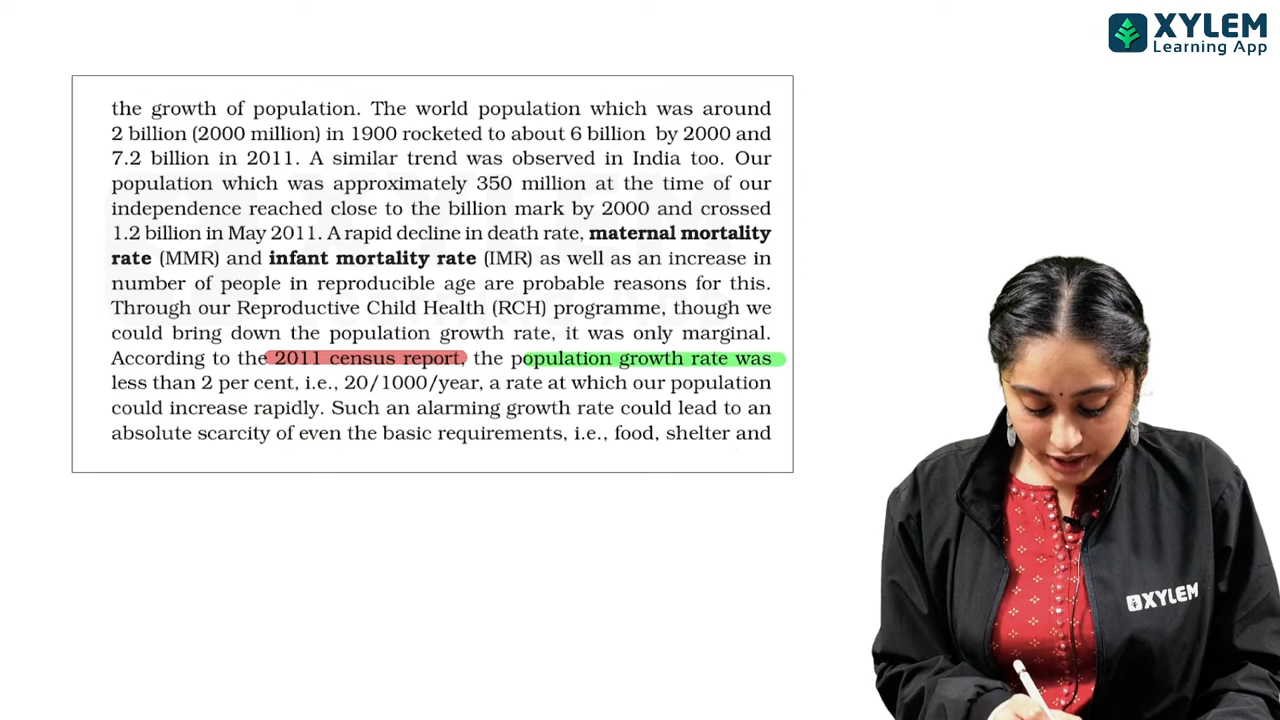 XYLEM
Learning App
the growth of population. The world population which was around
2 billion (2000 million) in 1900 rocketed to about 6 billion by 2000 and
7.2 billion in 2011. A similar trend was observed in India too. Our
population which was approximately 350 million at the time of our
independence reached close to the billion mark by 2000 and crossed
1.2 billion in May 2011. A rapid decline in death rate, maternal mortality
rate (MMR) and infant mortality rate (IMR) as well as an increase in
number of people in reproducible age are probable reasons for this.
Through our Reproductive Child Health (RCH) programme, though we
could bring down the population growth rate, it was only marginal.
According to the 2011 census report, the population growth rate was
less than 2 per cent, i.e., 20/1000/year, a rate at which our population
could increase rapidly. Such an alarming growth rate could lead to an
absolute scarcity of even the basic requirements, i.e., food, shelter and
XYLEM